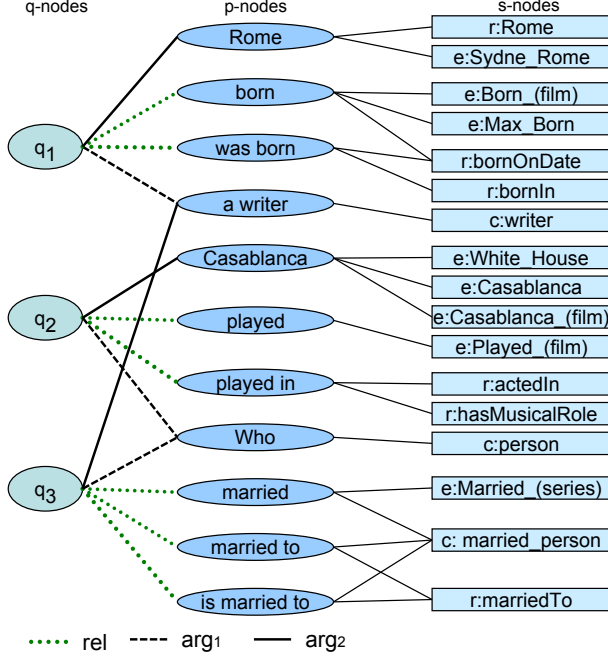 q-nodes p-nodes s-nodes
Rome
r:Rome
e:Sydne_Rome
born
e:Born_(film)
e:Max_Born
q1
was born
r:bornOnDate
r:bornIn
a writer
c:writer
Casablanca
e:White_House
e:Casablanca
q2
played
e:Casablanca_(film)
e:Played_(film)
played in
r:actedIn
r:hasMusicalRole
Who
c:person
q3
married
e:Married_(series)
married to
c: married_person
is married to
r:marriedTo
rel arg1 arg2